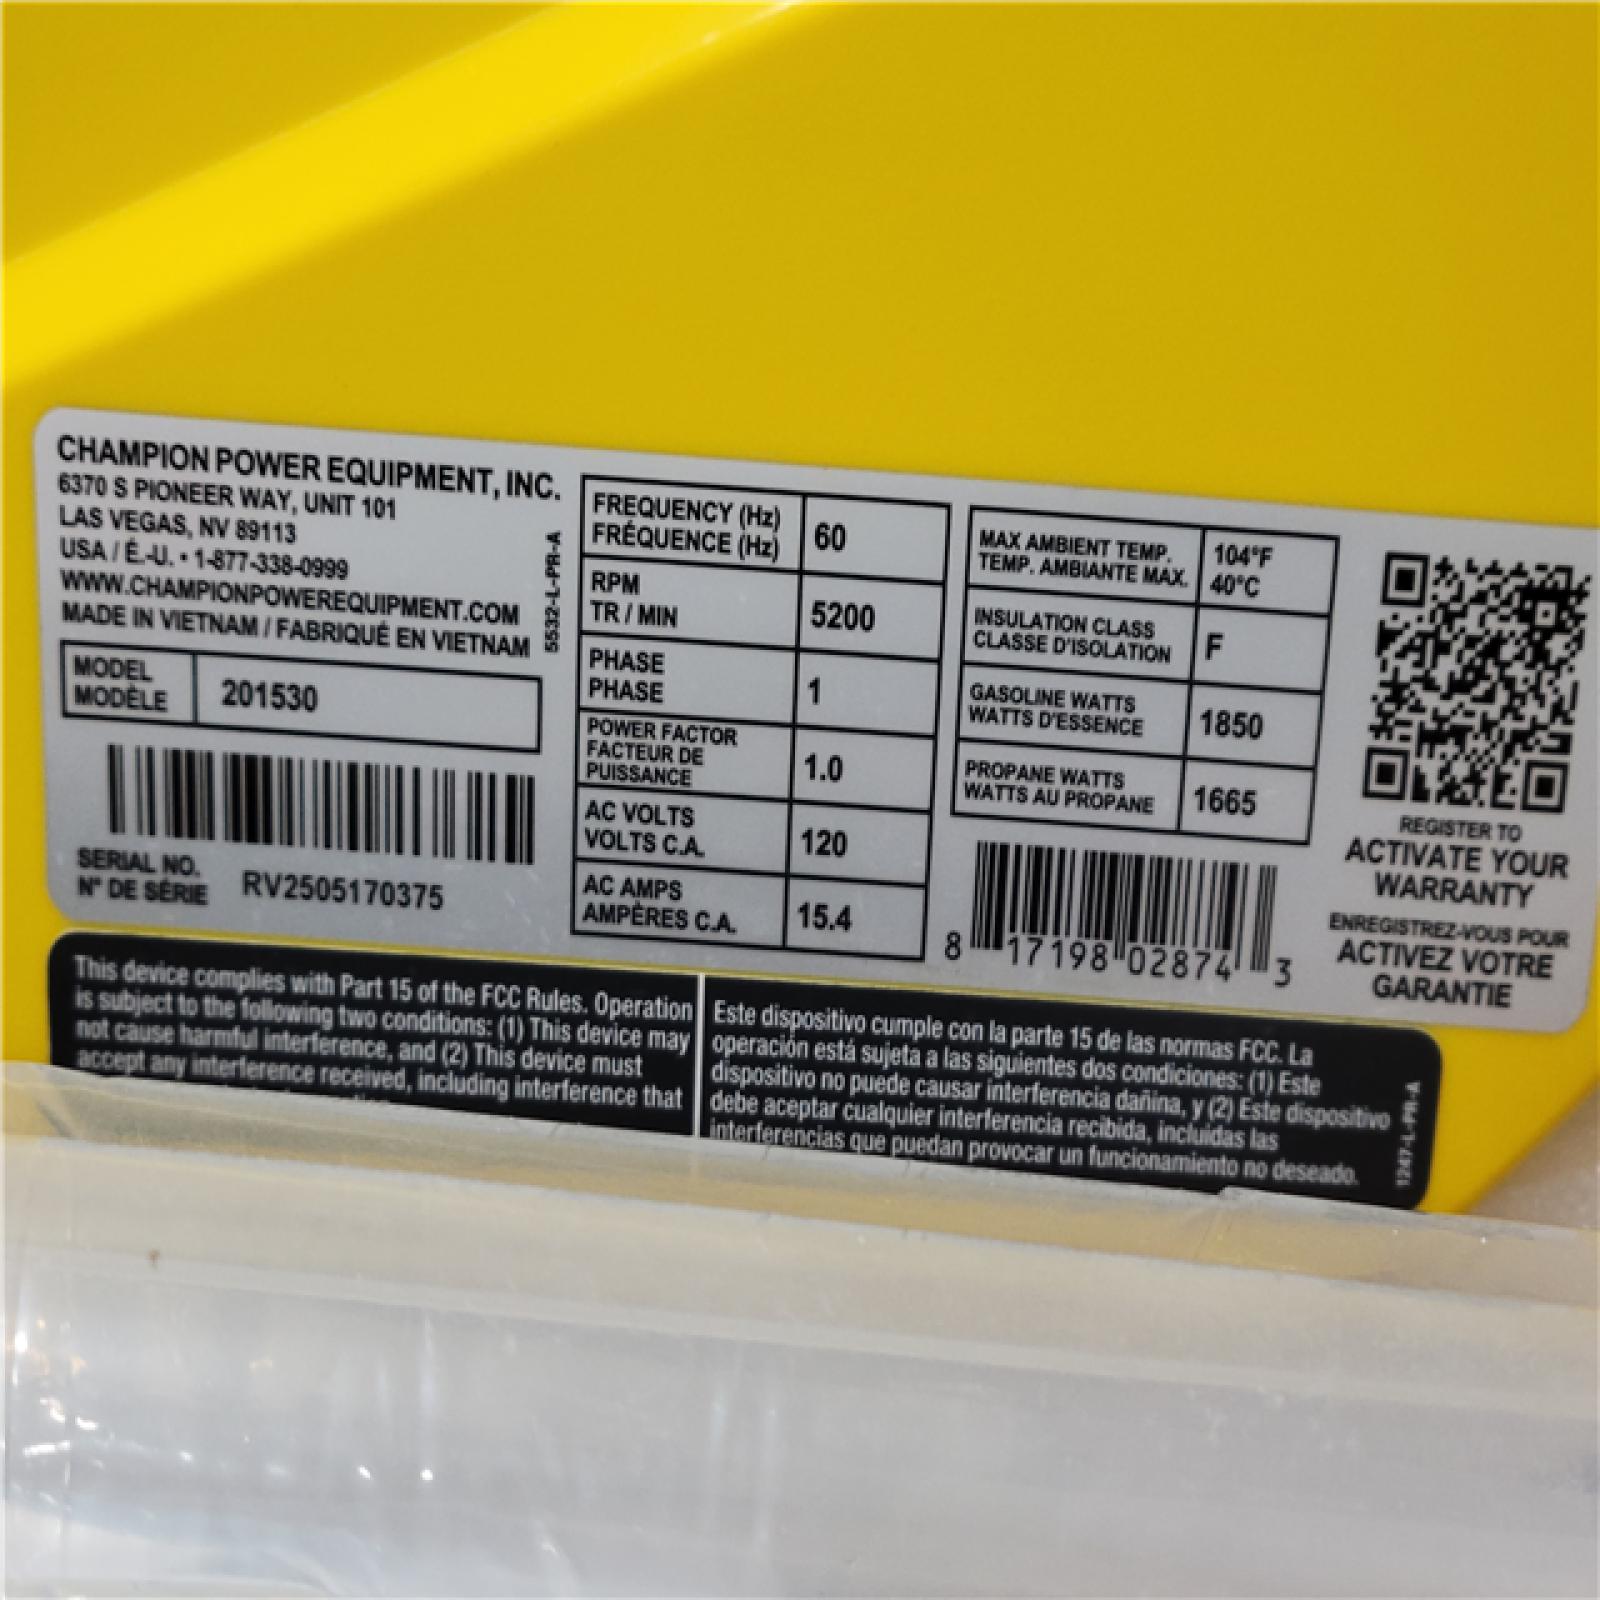 CHAMPION POWER EQUIPMENT, INC.
6370 S PIONEER WAY, UNIT 101
LAS VEGAS, NV 89113
USA / É.-U. • 1-877-338-0999
WWW.CHAMPIONPOWEREQUIPMENT.COM
MADE IN VIETNAM / FABRIQUÉ EN VIETNAM
5532-L-PR-A
MODEL
MODÈLE
201530
SERIAL NO.
N° DE SÉRIE
RV2505170375
FREQUENCY (Hz)
FRÉQUENCE (Hz)
60
RPM
TR / MIN
5200
PHASE
PHASE
1
POWER FACTOR
FACTEUR DE
PUISSANCE
1.0
AC VOLTS
VOLTS C.A.
120
AC AMPS
AMPÈRES C.A.
15.4
MAX AMBIENT TEMP.
TEMP. AMBIANTE MAX.
104°F
40°C
INSULATION CLASS
CLASSE D'ISOLATION
F
GASOLINE WATTS
WATTS D'ESSENCE
1850
PROPANE WATTS
WATTS AU PROPANE
1665
8 17198 02874 3
REGISTER TO
ACTIVATE YOUR
WARRANTY
ENREGISTREZ-VOUS POUR
ACTIVEZ VOTRE
GARANTIE
This device complies with Part 15 of the FCC Rules. Operation
is subject to the following two conditions: (1) This device may
not cause harmful interference, and (2) This device must
accept any interference received, including interference that
Este dispositivo cumple con la parte 15 de las normas FCC. La
operación está sujeta a las siguientes dos condiciones: (1) Este
dispositivo no puede causar interferencia dañina, y (2) Este dispositivo
debe aceptar cualquier interferencia recibida, incluidas las
interferencias que puedan provocar un funcionamiento no deseado.
1247-L-PR-A